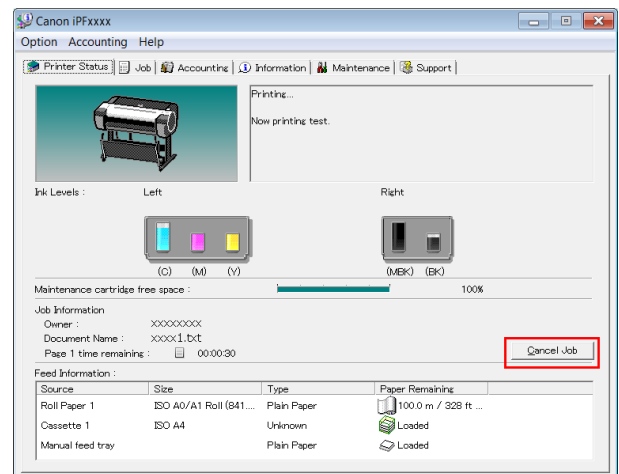 Canon iPFxxxx
Option Accounting Help
Printer Status Job Accounting Information Maintenance Support
Printing...
Now printing test.
Ink Levels : Left Right
(C) (M) (Y) (MBK) (BK)
Maintenance cartridge free space : 100%
Job Information
Owner : XXXXXXXX
Document Name : xxxx1.txt
Page 1 time remaining : 00:00:30
Cancel Job
Feed Information :
Source Size Type Paper Remaining
Roll Paper 1 ISO A0/A1 Roll (841.... Plain Paper 100.0 m / 328 ft ...
Cassette 1 ISO A4 Unknown Loaded
Manual feed tray Plain Paper Loaded